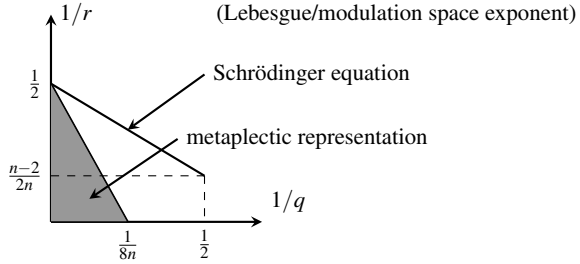 1/r (Lebesgue/modulation space exponent)
1/2
Schrödinger equation
metaplectic representation
n−2/2n
1/q
1/8n 1/2